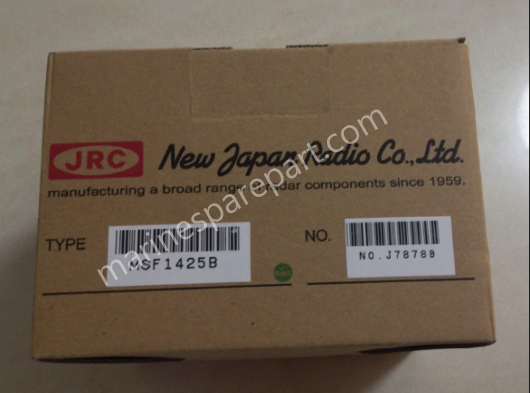 JRC New Japan Radio Co., Ltd.
manufacturing a broad range of radar components since 1959.
TYPE MSF1425B NO. NO.J7878B
marinesparepart.com